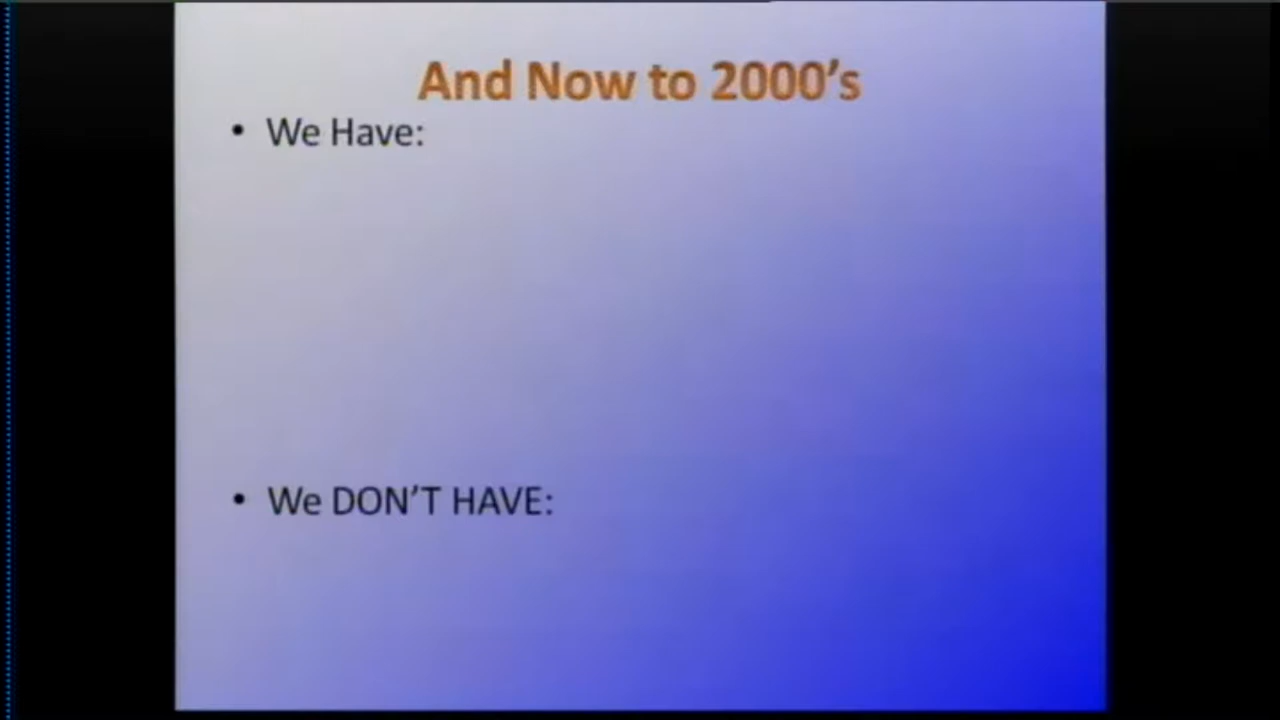 And Now to 2000's
• We Have:
• We DON'T HAVE: